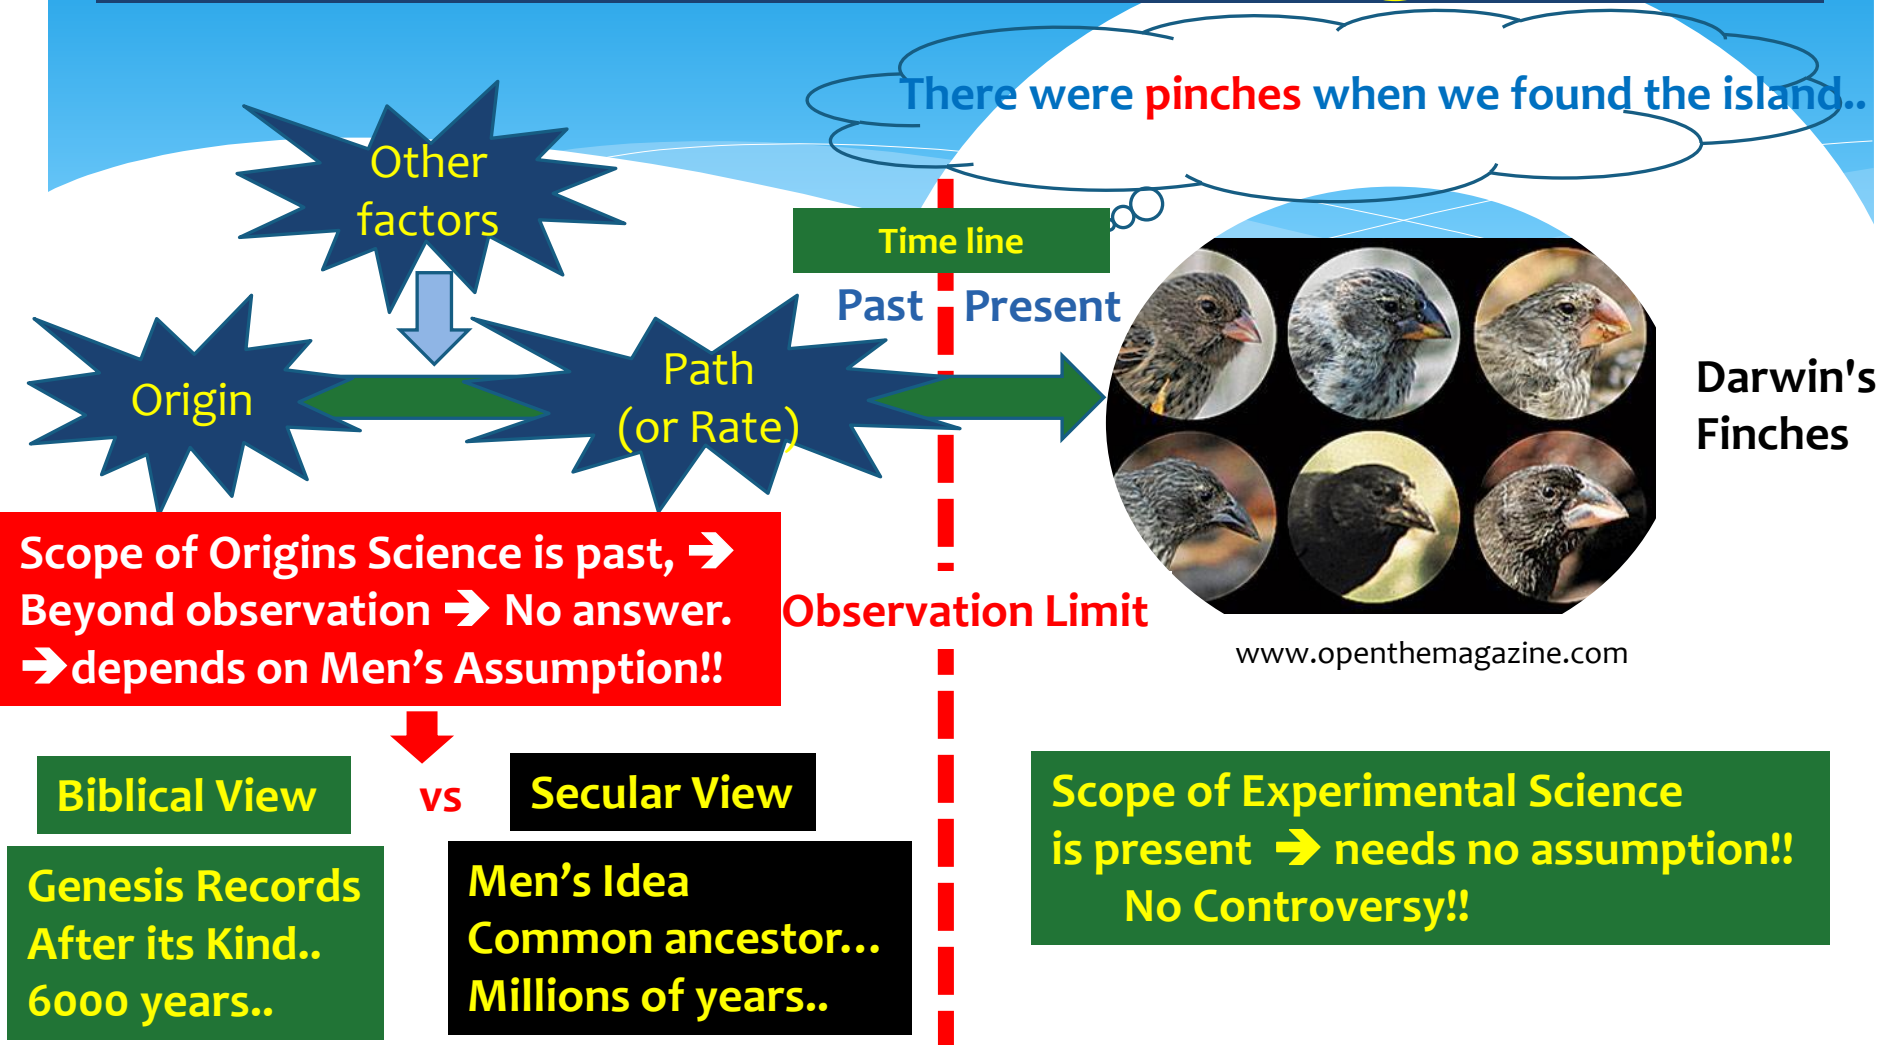 There were pinches when we found the island..
Other
factors
Time line
Past
Present
Origin
Path
(or Rate)
Darwin's
Finches
Scope of Origins Science is past, ➔
Beyond observation ➔ No answer.
➔depends on Men’s Assumption!!
Observation Limit
www.openthemagazine.com
Biblical View
vs
Secular View
Genesis Records
After its Kind..
6000 years..
Men’s Idea
Common ancestor...
Millions of years..
Scope of Experimental Science
is present ➔ needs no assumption!!
No Controversy!!